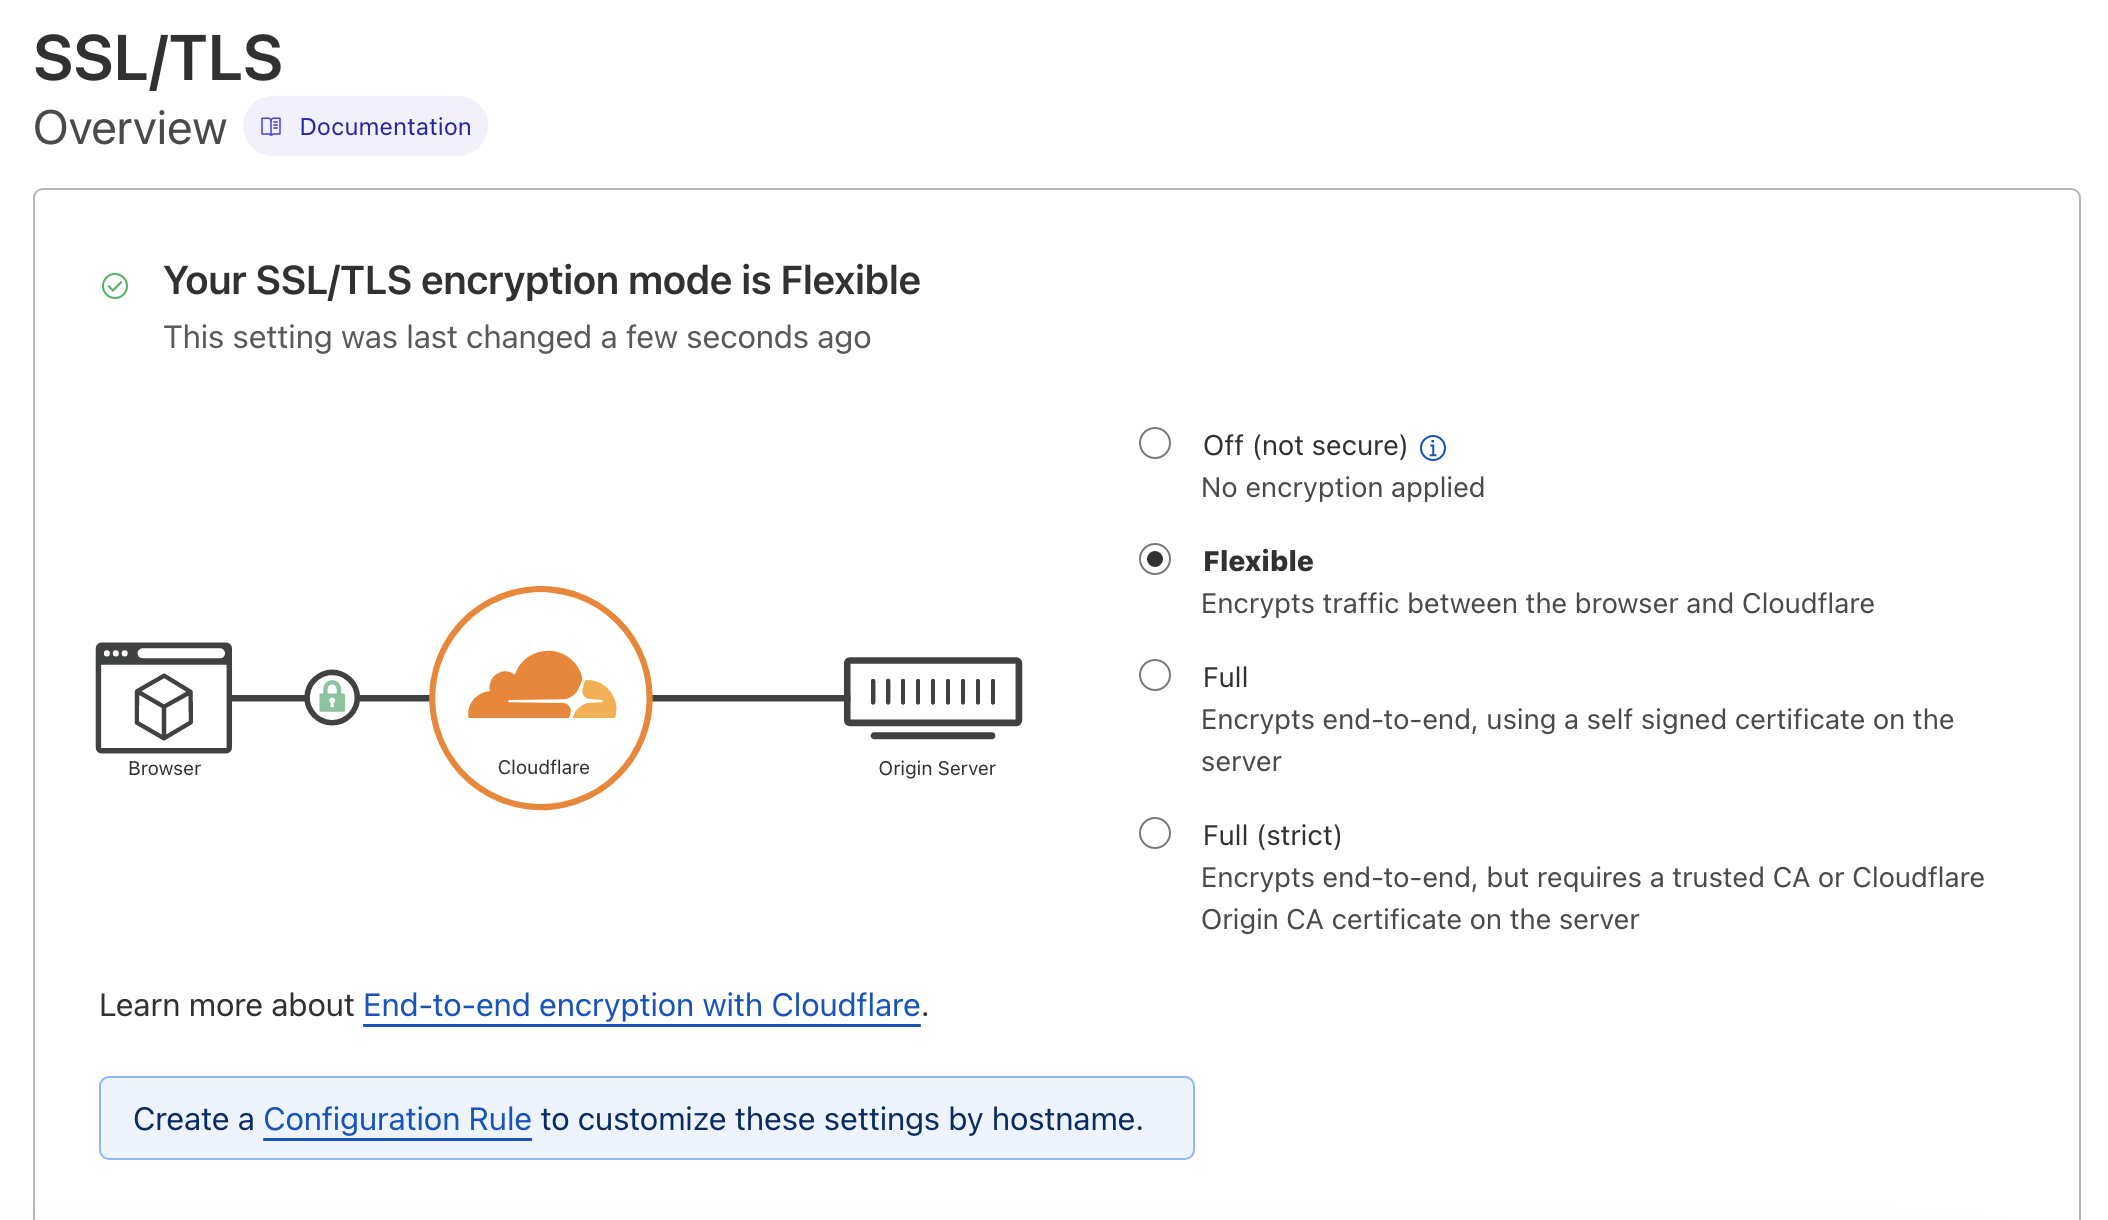 SSL/TLS
Overview
Documentation
Your SSL/TLS encryption mode is Flexible
This setting was last changed a few seconds ago
Browser
Cloudflare
Origin Server
Off (not secure)
No encryption applied
Flexible
Encrypts traffic between the browser and Cloudflare
Full
Encrypts end-to-end, using a self signed certificate on the
server
Full (strict)
Encrypts end-to-end, but requires a trusted CA or Cloudflare
Origin CA certificate on the server
Learn more about End-to-end encryption with Cloudflare.
Create a Configuration Rule to customize these settings by hostname.